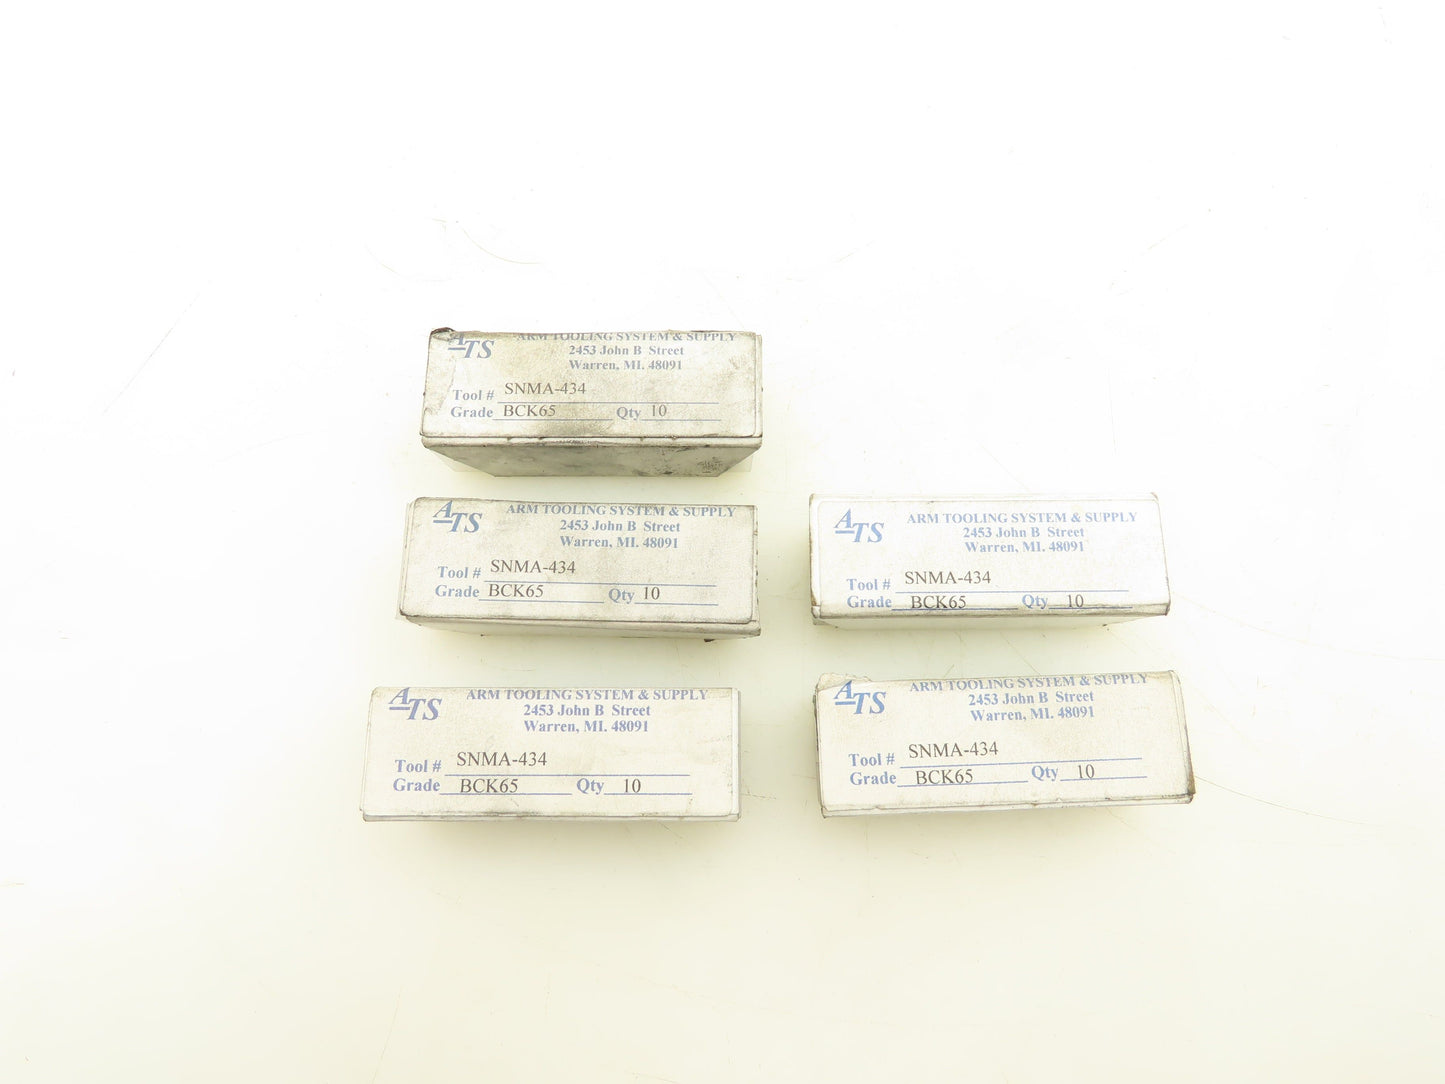 ATS ARM TOOLING SYSTEM & SUPPLY
2453 John B Street
Warren, MI. 48091
Tool # SNMA-434
Grade BCK65 Qty 10
ATS ARM TOOLING SYSTEM & SUPPLY
2453 John B Street
Warren, MI. 48091
Tool # SNMA-434
Grade BCK65 Qty 10
ATS ARM TOOLING SYSTEM & SUPPLY
2453 John B Street
Warren, MI. 48091
Tool # SNMA-434
Grade BCK65 Qty 10
ATS ARM TOOLING SYSTEM & SUPPLY
2453 John B Street
Warren, MI. 48091
Tool # SNMA-434
Grade BCK65 Qty 10
ATS ARM TOOLING SYSTEM & SUPPLY
2453 John B Street
Warren, MI. 48091
Tool # SNMA-434
Grade BCK65 Qty 10